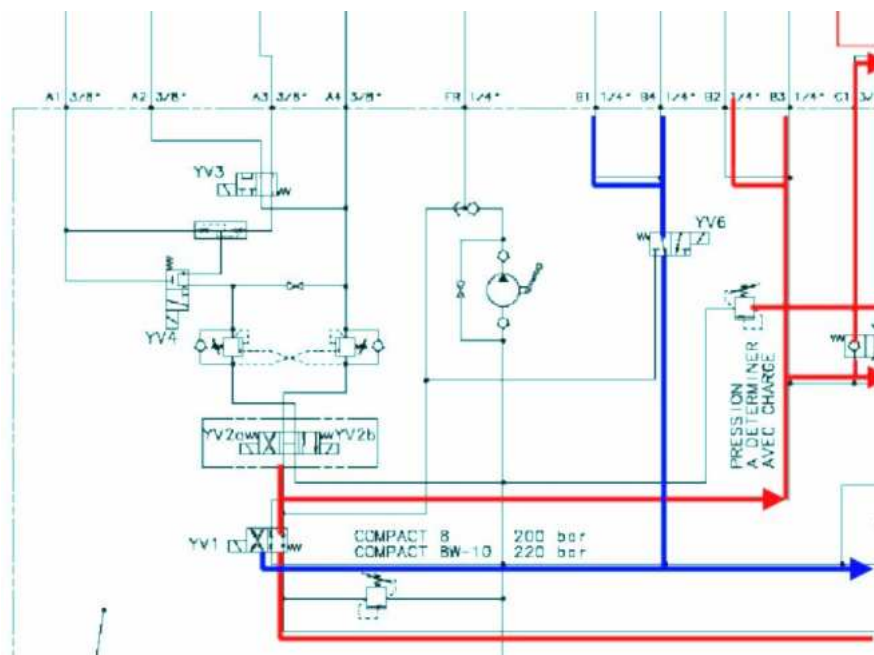 A1 3/8" A2 3/8" A3 3/8" A4 3/8" FR 1/4" B1 1/4" B4 1/4" B2 1/4" B3 1/4" C1
YV3
YV6
YV4
PRESSION
A DETERMINER
AVEC CHARGE
YV2a YV2b
YV1
COMPACT 8 200 bar
COMPACT 8W-10 220 bar